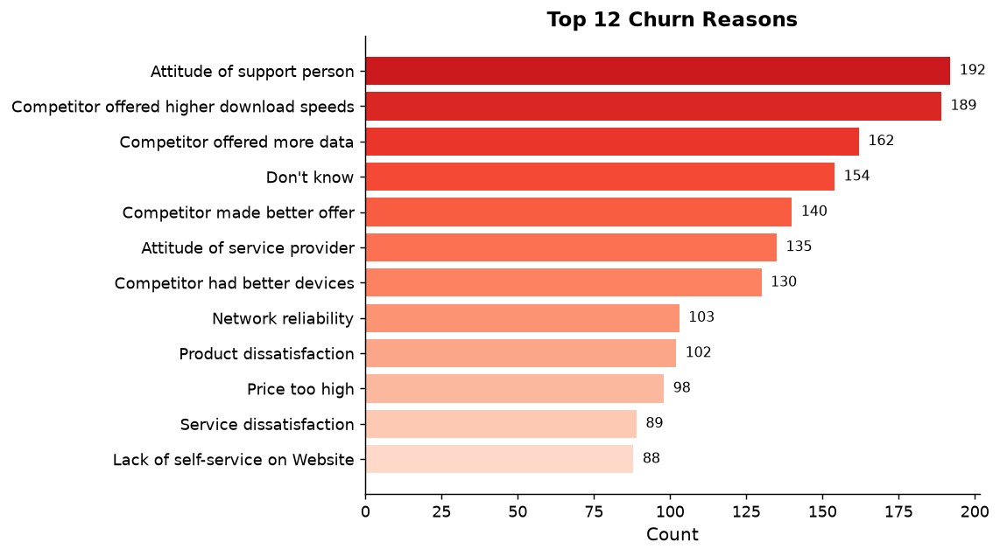 Top 12 Churn Reasons
Attitude of support person 192
Competitor offered higher download speeds 189
Competitor offered more data 162
Don't know 154
Competitor made better offer 140
Attitude of service provider 135
Competitor had better devices 130
Network reliability 103
Product dissatisfaction 102
Price too high 98
Service dissatisfaction 89
Lack of self-service on Website 88
0 25 50 75 100 125 150 175 200
Count